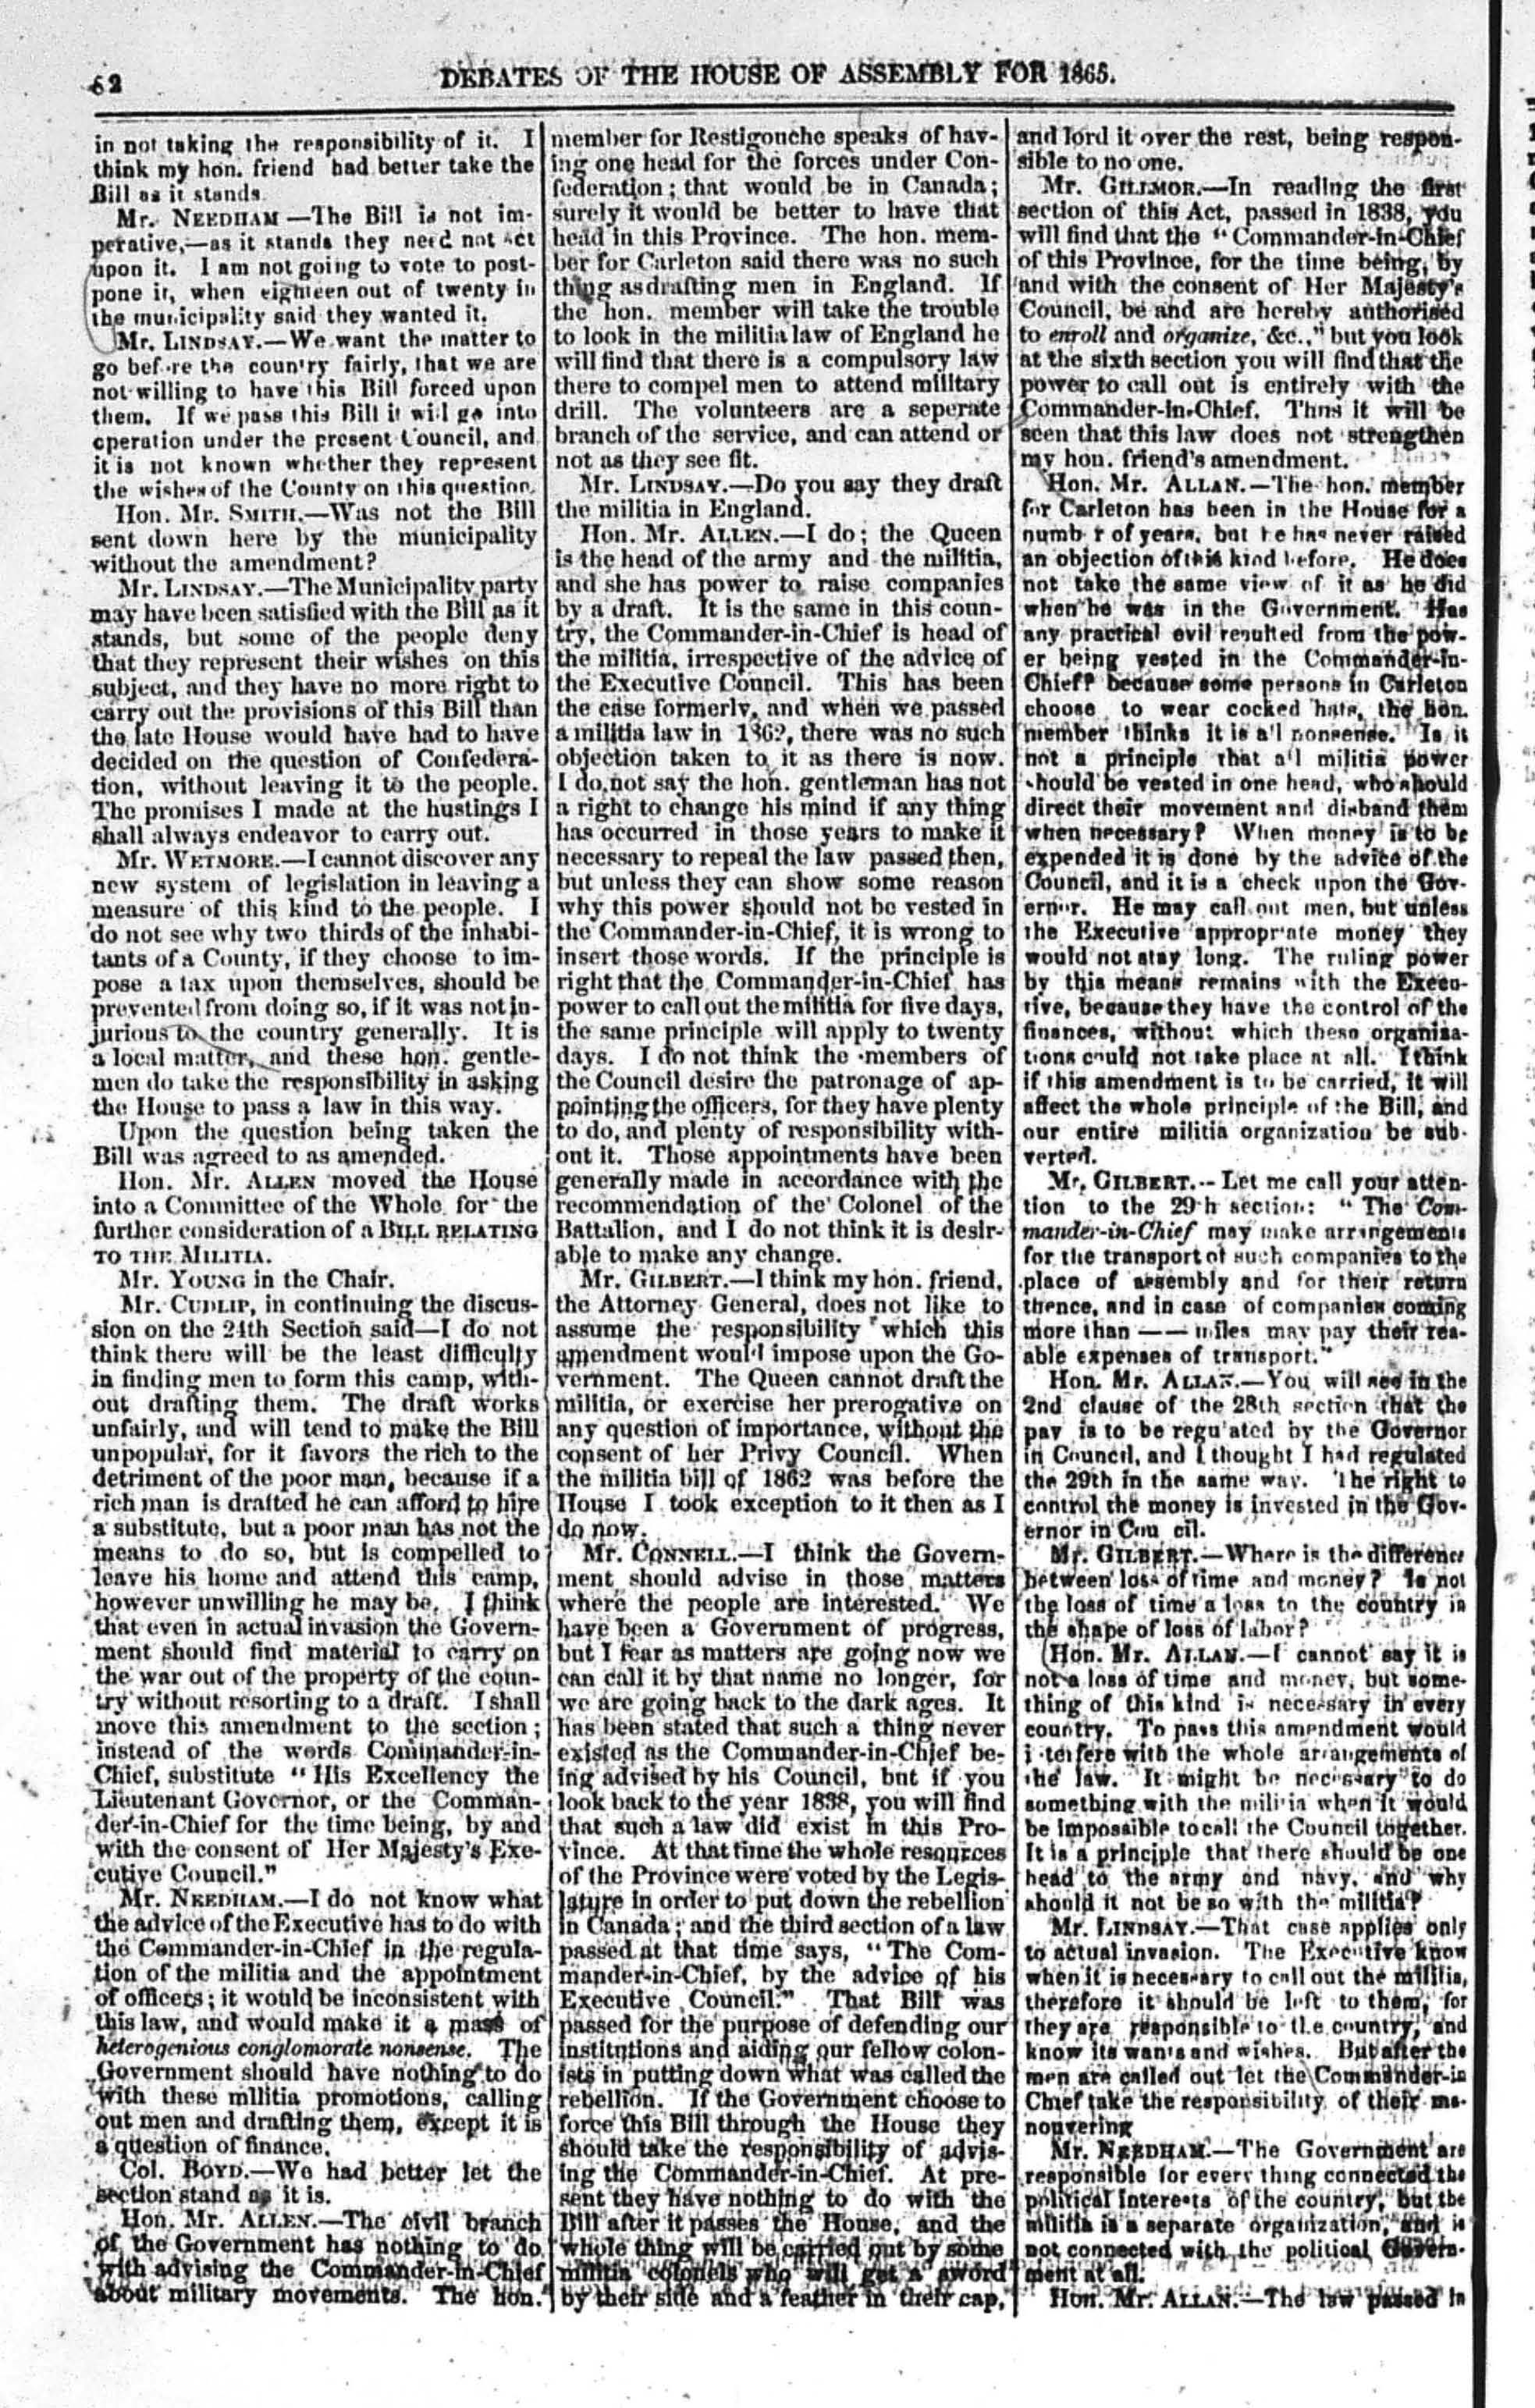 62
DEBATES OF THE HOUSE OF ASSEMBLY FOR 1865.
in not taking the responsibility of it. I
think my hon. friend had better take the
Bill as it stands
Mr. NEEDHAM—The Bill is not im-
perative,—as it stands they need not act
upon it. I am not going to vote to post-
pone it, when eighteen out of twenty in
the municipality said they wanted it.
Mr. LINDSAY.—We want the matter to
go before the country fairly, that we are
not willing to have this Bill forced upon
them. If we pass this Bill it will go into
operation under the present Council, and
it is not known whether they represent
the wishes of the County on this question.
Hon. Mr. SMITH.—Was not the Bill
sent down here by the municipality
without the amendment?
Mr. LINDSAY.—The Municipality party
may have been satisfied with the Bill as it
stands, but some of the people deny
that they represent their wishes on this
subject, and they have no more right to
carry out the provisions of this Bill than
the late House would have had to have
decided on the question of Confedera-
tion, without leaving it to the people.
The promises I made at the hustings I
shall always endeavor to carry out.
Mr. WETMORE.—I cannot discover any
new system of legislation in leaving a
measure of this kind to the people. I
do not see why two thirds of the inhabi-
tants of a County, if they choose to im-
pose a tax upon themselves, should be
prevented from doing so, if it was not in-
jurious to the country generally. It is
a local matter, and these hon. gentle-
men do take the responsibility in asking
the House to pass a law in this way.
Upon the question being taken the
Bill was agreed to as amended.
Hon. Mr. ALLEN moved the House
into a Committee of the Whole for the
further consideration of a BILL RELATING
TO THE MILITIA.
Mr. YOUNG in the Chair.
Mr. CUDLIP, in continuing the discus-
sion on the 24th Section said—I do not
think there will be the least difficulty
in finding men to form this camp, with-
out drafting them. The draft works
unfairly, and will tend to make the Bill
unpopular, for it favors the rich to the
detriment of the poor man, because if a
rich man is drafted he can afford to hire
a substitute, but a poor man has not the
means to do so, but is compelled to
leave his home and attend this camp,
however unwilling he may be. I think
that even in actual invasion the Govern-
ment should find material to carry on
the war out of the property of the coun-
try without resorting to a draft. I shall
move this amendment to the section;
instead of the words Commander-in-
Chief, substitute "His Excellency the
Lieutenant Governor, or the Comman-
der-in-Chief for the time being, by and
with the consent of Her Majesty's Exe-
cutive Council."
Mr. NEEDHAM.—I do not know what
the advice of the Executive has to do with
the Commander-in-Chief in the regula-
tion of the militia and the appointment
of officers; it would be inconsistent with
this law, and would make it a mass of
heterogenious conglomorate nonsense. The
Government should have nothing to do
with these militia promotions, calling
out men and drafting them, except it is
a question of finance.
Col. BOYD.—We had better let the
section stand as it is.
Hon. Mr. ALLEN.—The civil branch
of the Government has nothing to do
with advising the Commander-in-Chief
about military movements. The hon.
member for Restigouche speaks of hav-
ing one head for the forces under Con-
federation; that would be in Canada;
surely it would be better to have that
head in this Province. The hon. mem-
ber for Carleton said there was no such
thing as drafting men in England. If
the hon. member will take the trouble
to look in the militia law of England he
will find that there is a compulsory law
there to compel men to attend military
drill. The volunteers are a seperate
branch of the service, and can attend or
not as they see fit.
Mr. LINDSAY.—Do you say they draft
the militia in England.
Hon. Mr. ALLEN.—I do; the Queen
is the head of the army and the militia,
and she has power to raise companies
by a draft. It is the same in this coun-
try, the Commander-in-Chief is head of
the militia, irrespective of the advice of
the Executive Council. This has been
the case formerly, and when we passed
a militia law in 1862, there was no such
objection taken to it as there is now.
I do not say the hon. gentleman has not
a right to change his mind if any thing
has occurred in those years to make it
necessary to repeal the law passed then,
but unless they can show some reason
why this power should not be vested in
the Commander-in-Chief, it is wrong to
insert those words. If the principle is
right that the Commander-in-Chief has
power to call out the militia for five days,
the same principle will apply to twenty
days. I do not think the members of
the Council desire the patronage of ap-
pointing the officers, for they have plenty
to do, and plenty of responsibility with-
out it. Those appointments have been
generally made in accordance with the
recommendation of the Colonel of the
Battalion, and I do not think it is desir-
able to make any change.
Mr. GILBERT.—I think my hon. friend,
the Attorney General, does not like to
assume the responsibility which this
amendment would impose upon the Go-
vernment. The Queen cannot draft the
militia, or exercise her prerogative on
any question of importance, without the
consent of her Privy Council. When
the militia bill of 1862 was before the
House I took exception to it then as I
do now.
Mr. CONNELL.—I think the Govern-
ment should advise in those matters
where the people are interested. We
have been a Government of progress,
but I fear as matters are going now we
can call it by that name no longer, for
we are going back to the dark ages. It
has been stated that such a thing never
existed as the Commander-in-Chief be-
ing advised by his Council, but if you
look back to the year 1838, you will find
that such a law did exist in this Pro-
vince. At that time the whole resources
of the Province were voted by the Legis-
lature in order to put down the rebellion
in Canada; and the third section of a law
passed at that time says, "The Com-
mander-in-Chief, by the advice of his
Executive Council." That Bill was
passed for the purpose of defending our
institutions and aiding our fellow colon-
ists in putting down what was called the
rebellion. If the Government choose to
force this Bill through the House they
should take the responsibility of advis-
ing the Commander-in-Chief. At pre-
sent they have nothing to do with the
Bill after it passes the House, and the
whole thing will be carried out by some
militia colonels who will get a sword
by their side and a feather in their cap,
and lord it over the rest, being respon-
sible to no one.
Mr. GILLMOR.—In reading the first
section of this Act, passed in 1838, you
will find that the "Commander-in-Chief
of this Province, for the time being, by
and with the consent of Her Majesty's
Council, be and are hereby authorised
to enroll and organize, &c.," but you look
at the sixth section you will find that the
power to call out is entirely with the
Commander-in-Chief. Thus it will be
seen that this law does not strengthen
my hon. friend's amendment.
Hon. Mr. ALLAN.—The hon. member
for Carleton has been in the House for a
number of years, but he has never raised
an objection of this kind before. He does
not take the same view of it as he did
when he was in the Government. Has
any practical evil resulted from the pow-
er being vested in the Commander-in-
Chief? because some persons in Carleton
choose to wear cocked hats, the hon.
member thinks it is all nonsense. Is it
not a principle that all militia power
should be vested in one head, who should
direct their movement and disband them
when necessary? When money is to be
expended it is done by the advice of the
Council, and it is a check upon the Gov-
ernor. He may call out men, but unless
the Executive appropriate money they
would not stay long. The ruling power
by this means remains with the Execu-
tive, because they have the control of the
finances, without which these organiza-
tions could not take place at all. I think
if this amendment is to be carried, it will
affect the whole principle of the Bill, and
our entire militia organization be sub-
verted.
Mr. GILBERT.—Let me call your atten-
tion to the 29th section: "The Com-
mander-in-Chief may make arrangements
for the transport of such companies to the
place of assembly and for their return
thence, and in case of companies coming
more than —— miles may pay their rea-
able expenses of transport."
Hon. Mr. ALLAN.—You will see in the
2nd clause of the 28th section that the
pay is to be regulated by the Governor
in Council, and I thought I had regulated
the 29th in the same way. The right to
control the money is invested in the Gov-
ernor in Council.
Mr. GILBERT.—Where is the difference
between loss of time and money? Is not
the loss of time a loss to the country in
the shape of loss of labor?
Hon. Mr. ALLAN.—I cannot say it is
not a loss of time and money, but some-
thing of this kind is necessary in every
country. To pass this amendment would
interfere with the whole arrangements of
the law. It might be necessary to do
something with the militia when it would
be impossible to call the Council together.
It is a principle that there should be one
head to the army and navy, and why
should it not be so with the militia?
Mr. LINDSAY.—That case applies only
to actual invasion. The Executive know
when it is necessary to call out the militia,
therefore it should be left to them, for
they are responsible to the country, and
know its wants and wishes. But after the
men are called out let the Commander-in
Chief take the responsibility of their ma-
nouvering
Mr. NEEDHAM.—The Government are
responsible for every thing connected the
political interests of the country, but the
militia is a separate organization, and is
not connected with the political Govern-
ment at all.
Hon. Mr. ALLAN.—The law passed in